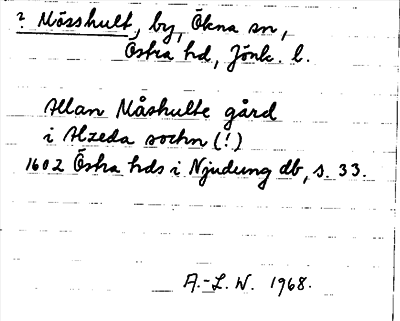 ? Mösshult, by, Ökna sn,
Östra hd, Jönk. l.
Allan Måshulte gård
i Alzeda sochn (!)
1602 Östra hds i Njudung db, s. 33.
A.-L. W. 1968.